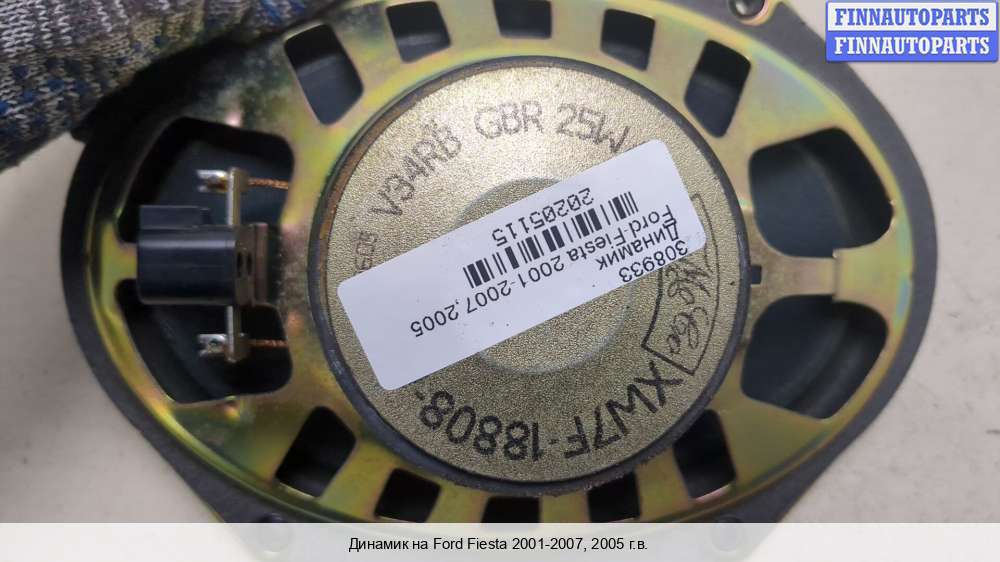 FINNAUTOPARTS
FINNAUTOPARTS
V34RB GBR 25W
308933
Динамик
Ford Fiesta 2001-2007, 2005
20205115
XW7F-18808-
Динамик на Ford Fiesta 2001-2007, 2005 г.в.